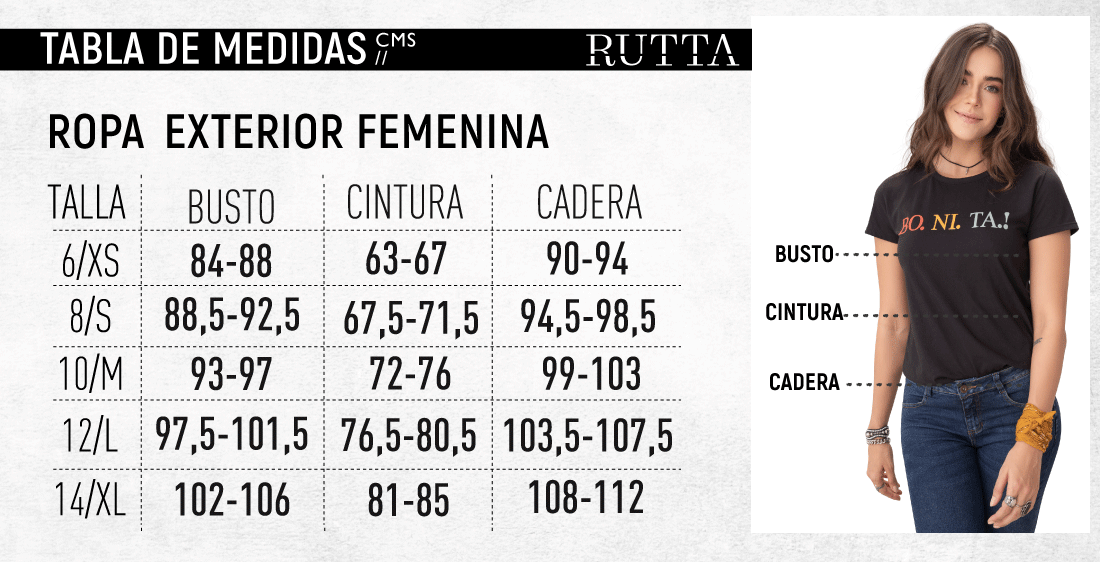 TABLA DE MEDIDAS CMS //
RUTTA
ROPA EXTERIOR FEMENINA
TALLA BUSTO CINTURA CADERA
6/XS 84-88 63-67 90-94
8/S 88,5-92,5 67,5-71,5 94,5-98,5
10/M 93-97 72-76 99-103
12/L 97,5-101,5 76,5-80,5 103,5-107,5
14/XL 102-106 81-85 108-112
BO. NI. TA.!
BUSTO
CINTURA
CADERA